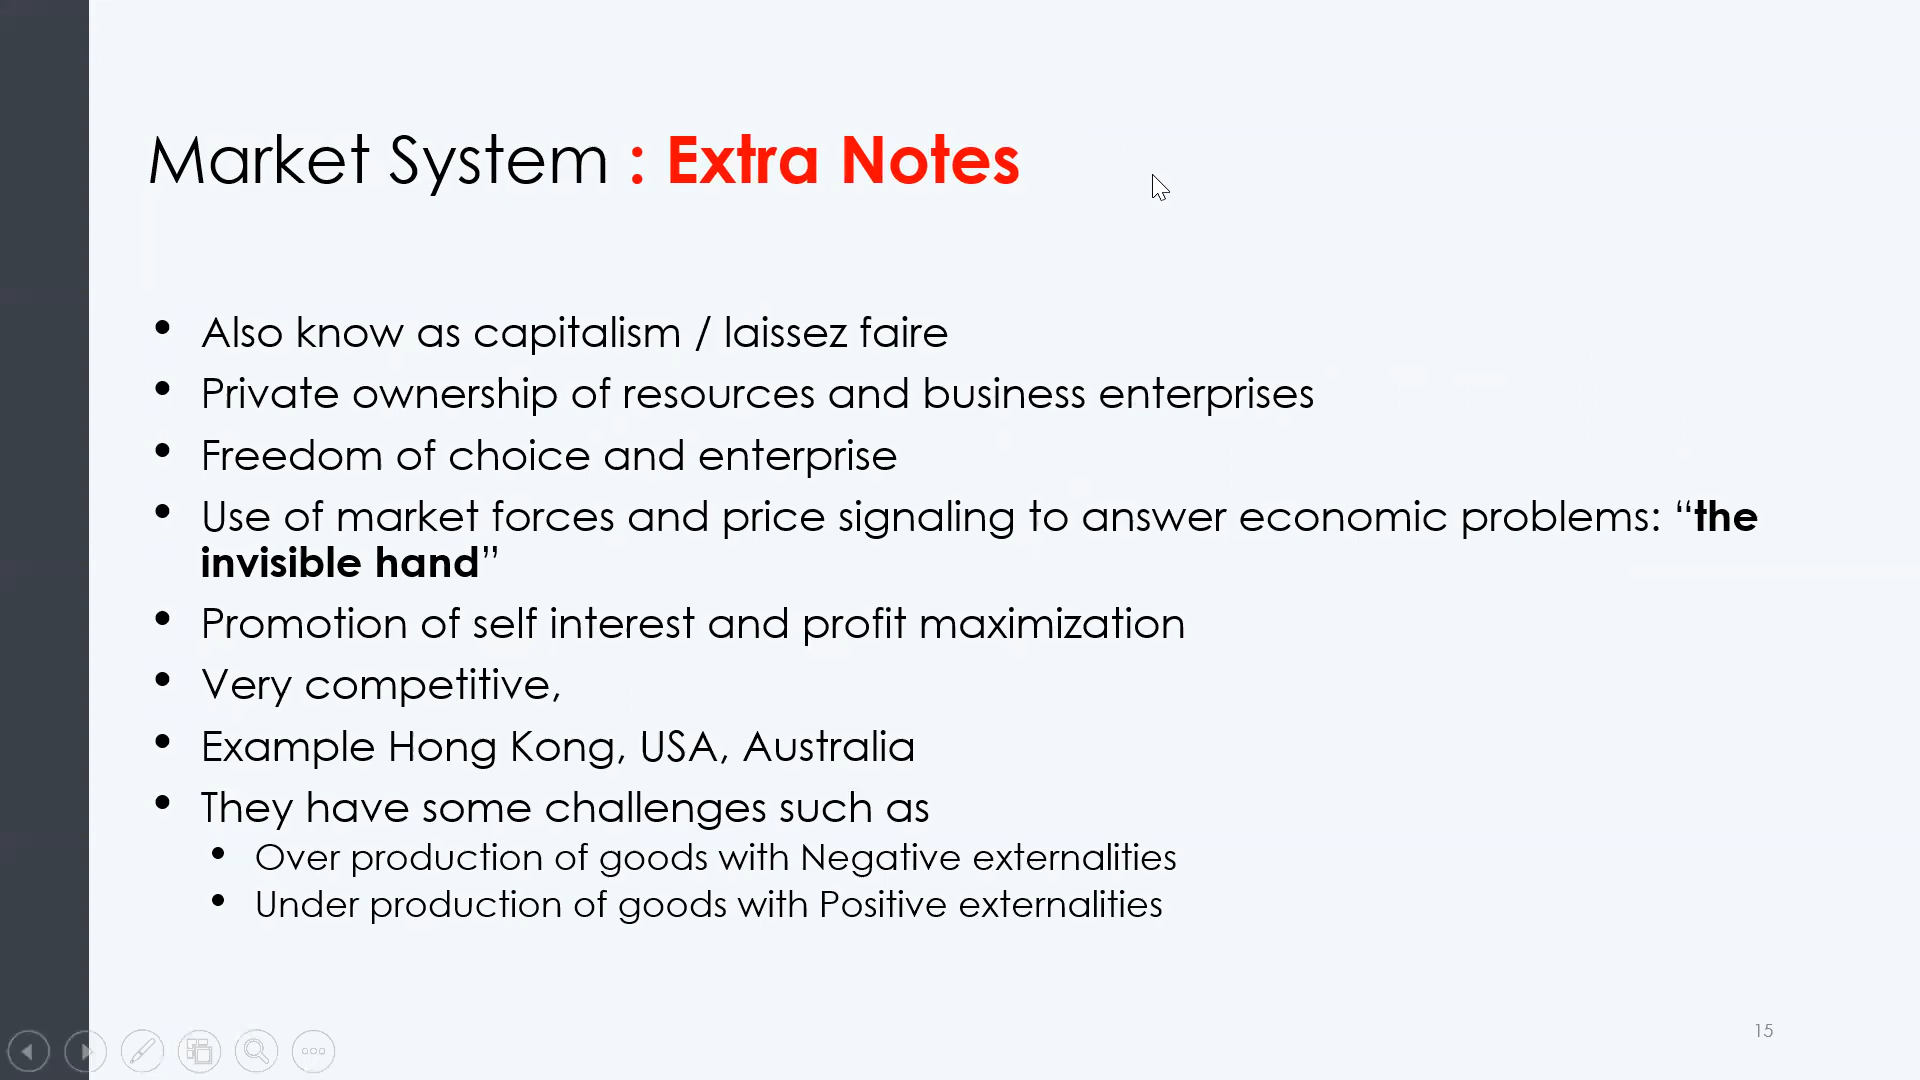 Market System : Extra Notes
• Also know as capitalism / laissez faire
• Private ownership of resources and business enterprises
• Freedom of choice and enterprise
• Use of market forces and price signaling to answer economic problems: “the
invisible hand”
• Promotion of self interest and profit maximization
• Very competitive,
• Example Hong Kong, USA, Australia
• They have some challenges such as
• Over production of goods with Negative externalities
• Under production of goods with Positive externalities
15